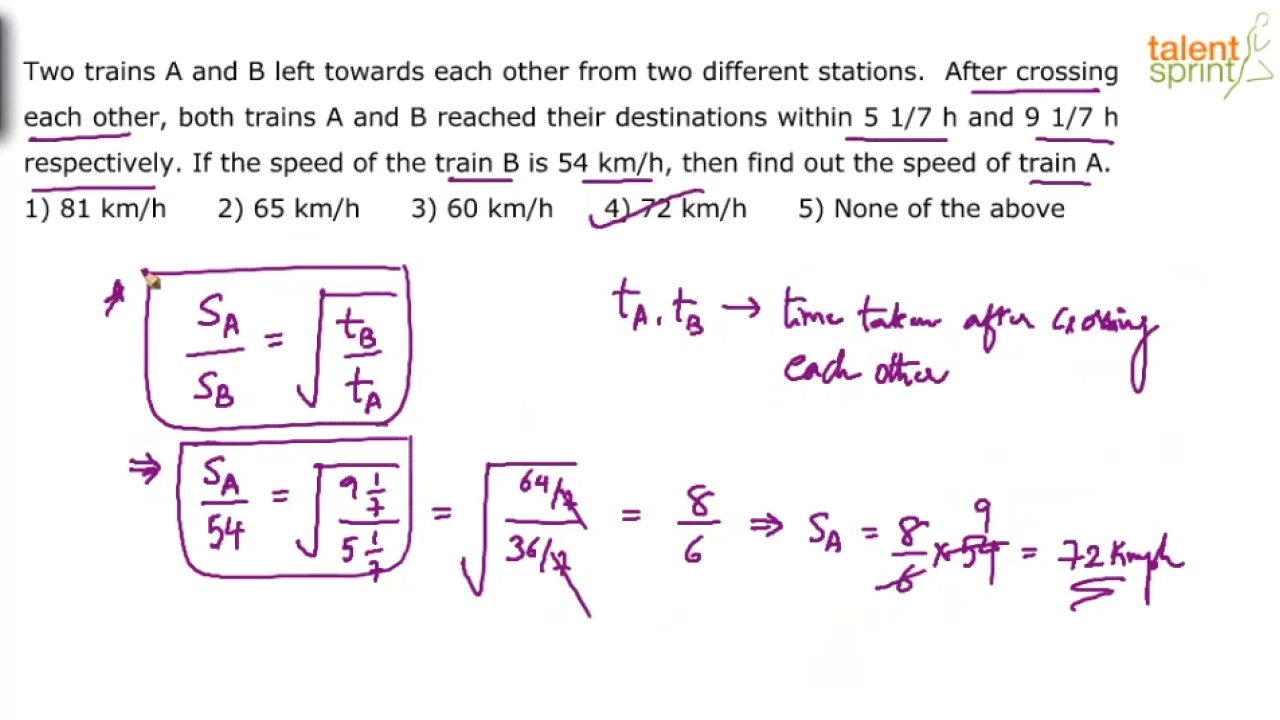 talent
sprint
Two trains A and B left towards each other from two different stations. After crossing
each other, both trains A and B reached their destinations within 5 1/7 h and 9 1/7 h
respectively. If the speed of the train B is 54 km/h, then find out the speed of train A.
1) 81 km/h 2) 65 km/h 3) 60 km/h 4) 72 km/h 5) None of the above
* S_A/S_B = √(t_B/t_A)
t_A, t_B → time taken after crossing
each other
⇒ S_A/54 = √(9 1/7 / 5 1/7) = √(64/7 / 36/7) = 8/6 ⇒ S_A = 8/6 × 54 9 = 72 Kmph